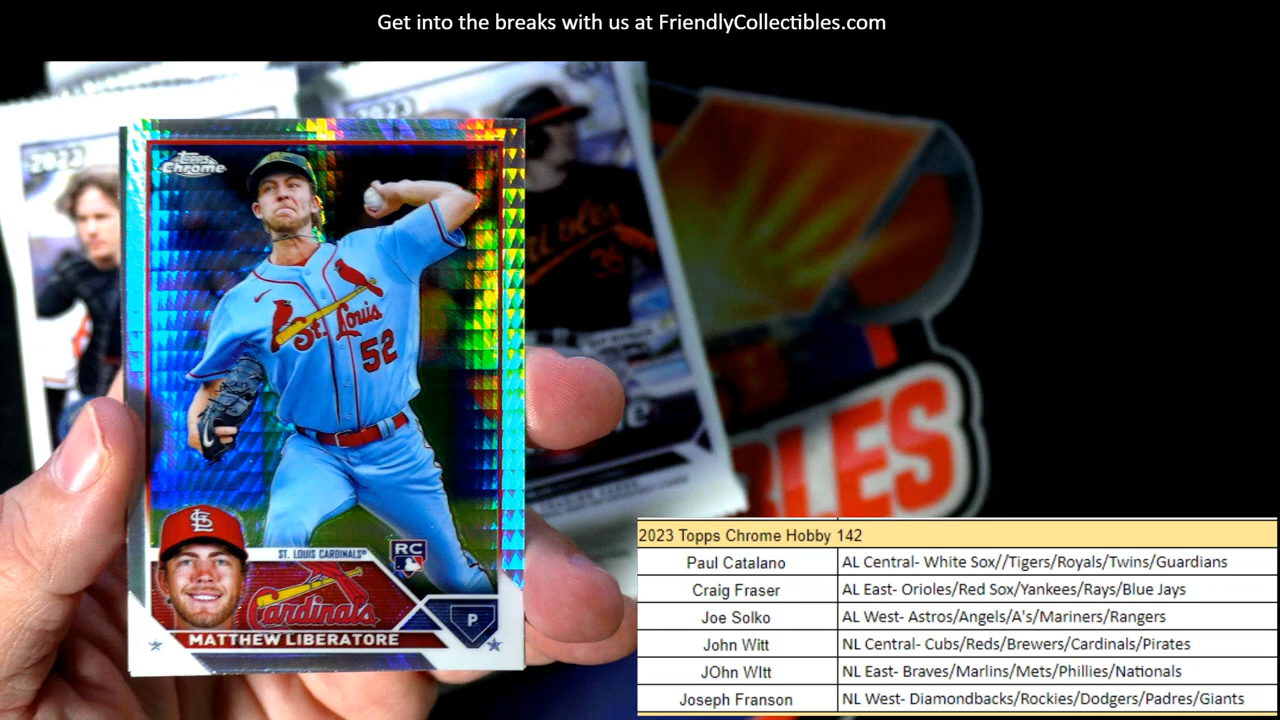 Get into the breaks with us at FriendlyCollectibles.com
2023
2023
Topps
Chrome
St. Louis
52
ST. LOUIS CARDINALS®
RC
Cardinals
P
MATTHEW LIBERATORE
BLES
2023 Topps Chrome Hobby 142
Paul Catalano AL Central- White Sox//Tigers/Royals/Twins/Guardians
Craig Fraser AL East- Orioles/Red Sox/Yankees/Rays/Blue Jays
Joe Solko AL West- Astros/Angels/A's/Mariners/Rangers
John Witt NL Central- Cubs/Reds/Brewers/Cardinals/Pirates
JOhn WItt NL East- Braves/Marlins/Mets/Phillies/Nationals
Joseph Franson NL West- Diamondbacks/Rockies/Dodgers/Padres/Giants